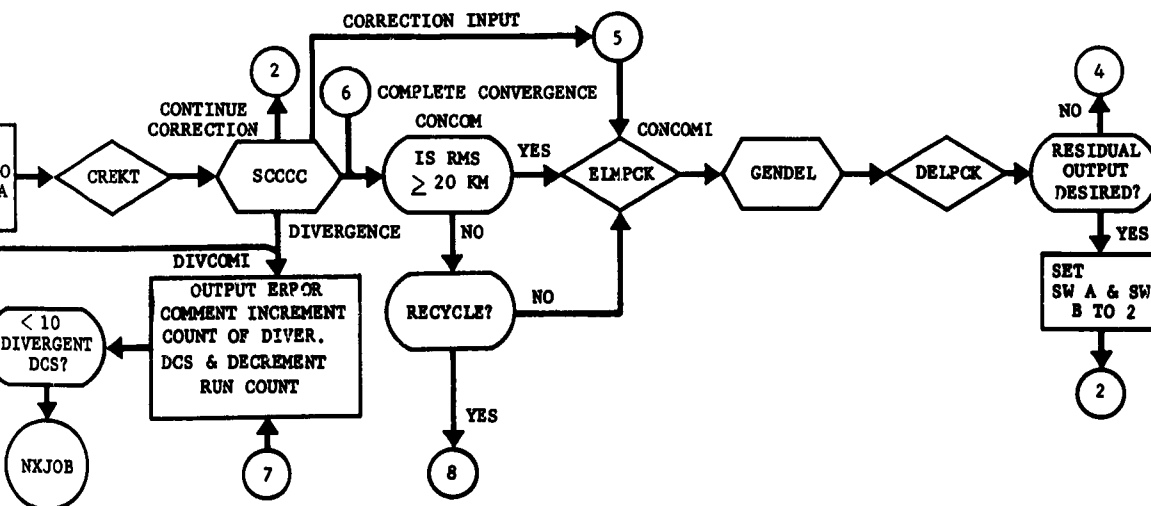 CORRECTION INPUT
5
2
6
COMPLETE CONVERGENCE
4
CONTINUE
CORRECTION
CONCOM
CONCOMI
NO
O
A
CREKT
SCCCC
IS RMS
≥ 20 KM
YES
ELMPCK
GENDEL
DELPCK
RESIDUAL
OUTPUT
DESIRED?
DIVERGENCE
NO
YES
DIVCOMI
OUTPUT ERROR
COMMENT INCREMENT
COUNT OF DIVER.
DCS & DECREMENT
RUN COUNT
RECYCLE?
NO
SET
SW A & SW
B TO 2
< 10
DIVERGENT
DCS?
YES
2
NXJOB
7
8